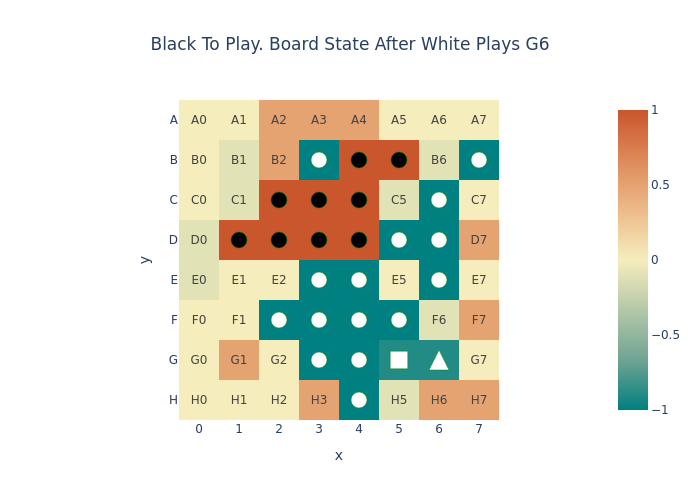 Black To Play. Board State After White Plays G6
A A0 A1 A2 A3 A4 A5 A6 A7
B B0 B1 B2 B6
C C0 C1 C5 C7
D D0 D7
E E0 E1 E2 E5 E7
F F0 F1 F6 F7
G G0 G1 G2 G7
H H0 H1 H2 H3 H5 H6 H7
0 1 2 3 4 5 6 7
x
y
1
0.5
0
−0.5
−1